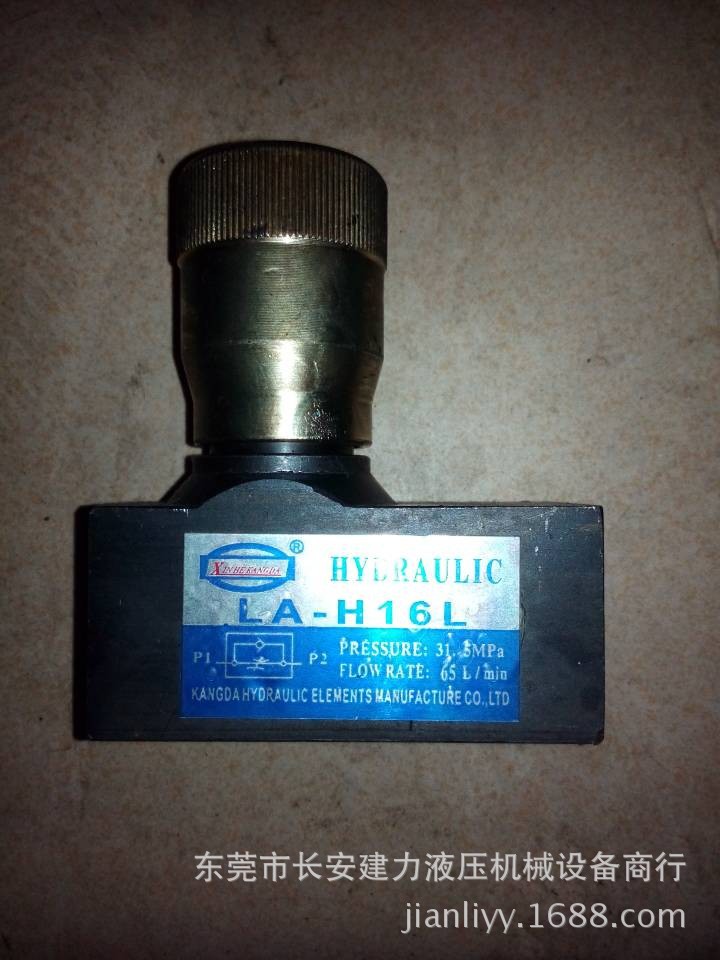 XINHEKANGDA ® HYDRAULIC
LA-H16L
P1 P2 PRESSURE: 31.5MPa
FLOW RATE: 65 L/min
KANGDA HYDRAULIC ELEMENTS MANUFACTURE CO.,LTD
东莞市长安建力液压机械设备商行
jianliyy.1688.com